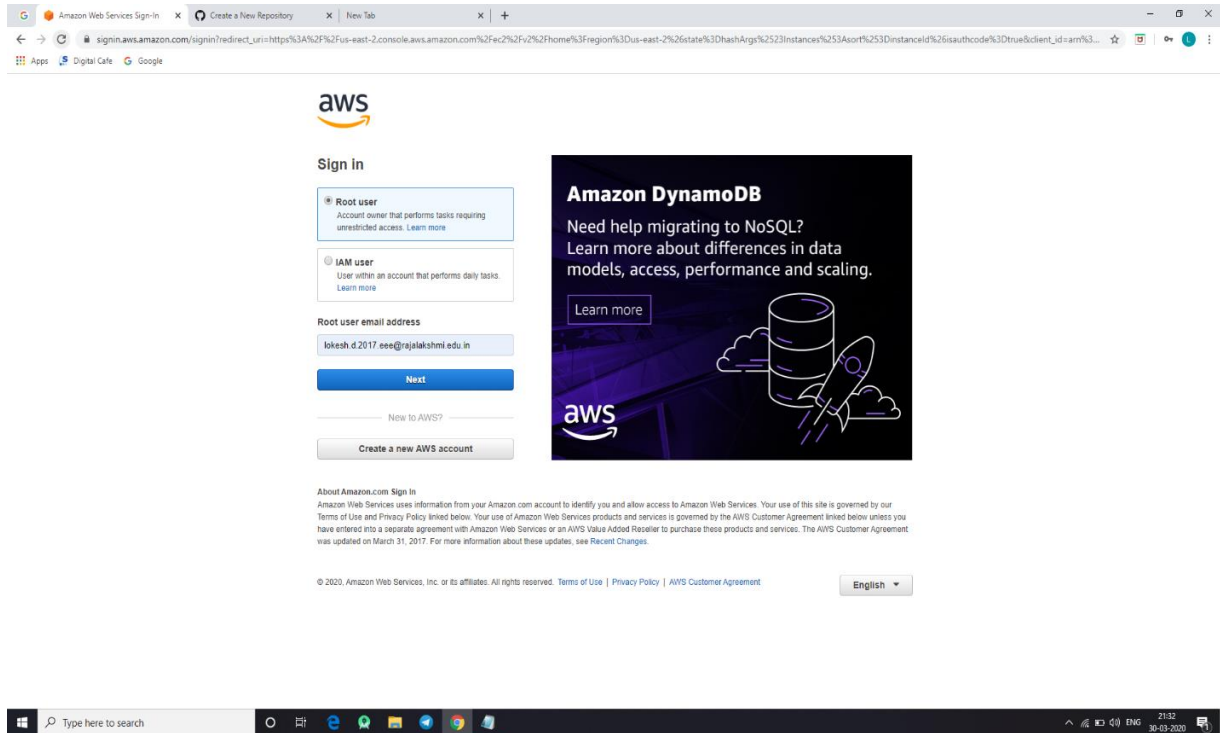 Amazon Web Services Sign-In
Create a New Repository
New Tab
signin.aws.amazon.com/signin?redirect_uri=https%3A%2F%2Fus-east-2.console.aws.amazon.com%2Fec2%2Fv2%2Fhome%3Fregion%3Dus-east-2%26state%3DhashArgs%2523Instances%253Asort%253DinstanceId%26isauthcode%3Dtrue&client_id=arn%3...
Apps Digital Cafe Google
aws
Sign in
Root user
Account owner that performs tasks requiring
unrestricted access. Learn more
IAM user
User within an account that performs daily tasks.
Learn more
Root user email address
lokesh.d.2017.eee@rajalakshmi.edu.in
Next
New to AWS?
Create a new AWS account
Amazon DynamoDB
Need help migrating to NoSQL?
Learn more about differences in data
models, access, performance and scaling.
Learn more
aws
About Amazon.com Sign In
Amazon Web Services uses information from your Amazon.com account to identify you and allow access to Amazon Web Services. Your use of this site is governed by our
Terms of Use and Privacy Policy linked below. Your use of Amazon Web Services products and services is governed by the AWS Customer Agreement linked below unless you
have entered into a separate agreement with Amazon Web Services or an AWS Value Added Reseller to purchase these products and services. The AWS Customer Agreement
was updated on March 31, 2017. For more information about these updates, see Recent Changes.
© 2020, Amazon Web Services, Inc. or its affiliates. All rights reserved. Terms of Use | Privacy Policy | AWS Customer Agreement
English
Type here to search
ENG
21:32
30-03-2020